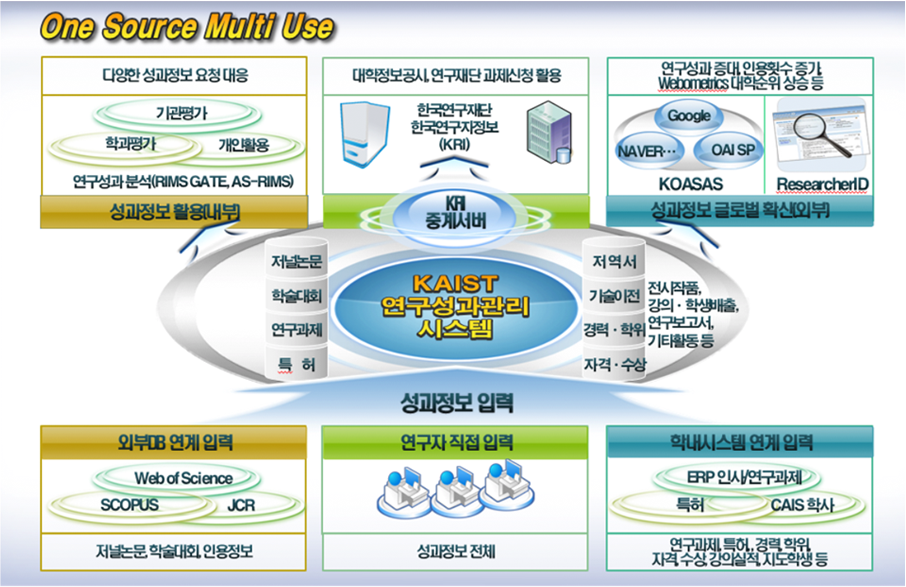 One Source Multi Use
다양한 성과정보 요청 대응
기관평가
학과평가
개인활용
연구성과 분석(RIMS GATE, AS-RIMS)
성과정보 활용(내부)
대학정보공시, 연구재단 과제신청 활용
한국연구재단
한국연구자정보
(KRI)
KRI
중계서버
연구성과 증대, 인용횟수 증가,
Webometrics 대학순위 상승 등
Google
NAVER…
OAI SP
KOASAS
ResearcherID
성과정보 글로벌 확산(외부)
저널논문
학술대회
연구과제
특 허
KAIST
연구성과관리
시스템
저역서
기술이전
경력·학위
자격·수상
전시작품,
강의·학생배출,
연구보고서,
기타활동 등
성과정보 입력
외부DB 연계 입력
Web of Science
SCOPUS
JCR
저널논문, 학술대회, 인용정보
연구자 직접 입력
성과정보 전체
학내시스템 연계 입력
ERP 인사/연구과제
특허
CAIS 학사
연구과제, 특허, 경력, 학위,
자격, 수상, 강의실적, 지도학생 등